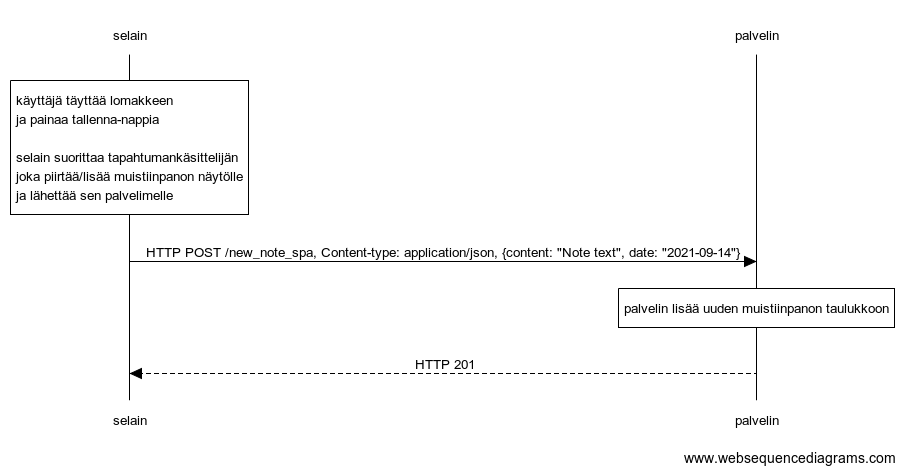 selain
palvelin
käyttäjä täyttää lomakkeen
ja painaa tallenna-nappia
selain suorittaa tapahtumankäsittelijän
joka piirtää/lisää muistiinpanon näytölle
ja lähettää sen palvelimelle
HTTP POST /new_note_spa, Content-type: application/json, {content: "Note text", date: "2021-09-14"}
palvelin lisää uuden muistiinpanon taulukkoon
HTTP 201
selain
palvelin
www.websequencediagrams.com